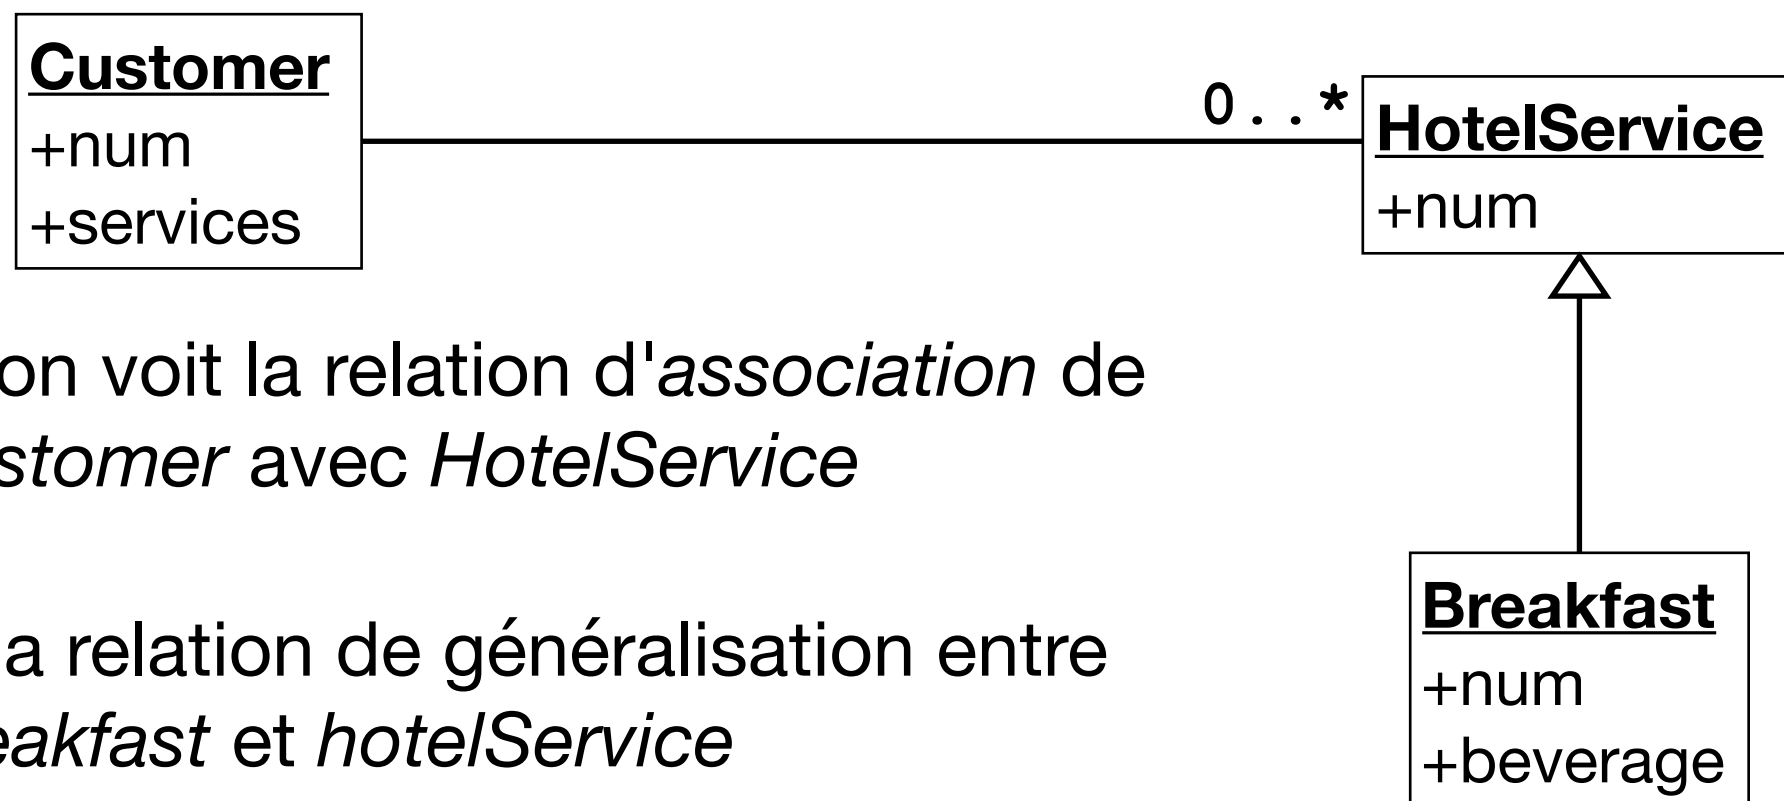 Customer
+num
+services
0..*
HotelService
+num
on voit la relation d'association de
stomer avec HotelService
a relation de généralisation entre
eakfast et hotelService
Breakfast
+num
+beverage